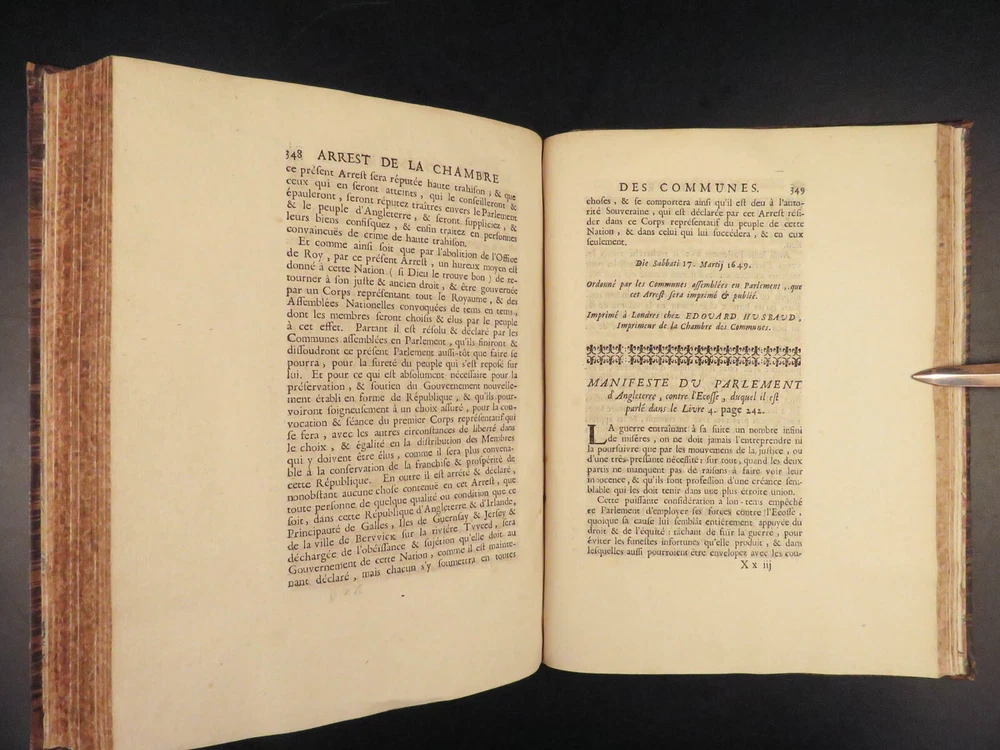 348 ARREST DE LA CHAMBRE
ce présent Arrest sera réputée haute trahison ; & que
ceux qui en seront atteints, qui le conseilleront &
épauleront, seront réputez traitres envers le Parlement
& le peuple d'Angleterre, & seront suppliciez, &
leurs biens confisquez, & enfin traitez en personnes
convaincuës de crime de haute trahison.
Et comme ainsi soit que par l'abolition de l'Office
de Roy, par ce présent Arrest, un hureux moyen est
donné à cette Nation ( si Dieu le trouve bon ) de re-
tourner à son juste & ancien droit, & être gouvernée
par un Corps représentant tout le Royaume, & des
Assemblées Nationelles convoquées de tems en tems,
dont les membres seront choisis & élus par le peuple
à cet effet. Partant il est résolu & déclaré par les
Communes assemblées en Parlement, qu'ils finiront &
dissoudront ce présent Parlement aussi-tôt que faire se
pourra, pour la sureté du peuple qui s'est reposé sur
lui. Et pour ce qui est absolument nécessaire pour la
préservation, & soutien du Gouvernement nouvelle-
ment établi en forme de République, & qu'ils pour-
voiront soigneusement à un choix assuré, pour la con-
vocation & séance du premier Corps représentatif qui
se fera, avec les autres circonstances de liberté dans
le choix, & égalité en la distribution des Membres
qui y doivent être élus, comme il sera plus convena-
ble à la conservation de la franchise & prospérité de
cette République. En outre il est arrêté & déclaré,
nonobstant aucune chose contenuë en cet Arrest, que
toute personne de quelque qualité ou condition que ce
soit, dans cette République d'Angleterre & d'Irlande,
Principauté de Galles, Iles de Guernsay & Jersey &
de la ville de Bervvick sur la rivière Tvveed, sera
déchargée de l'obéïssance & sujétion qu'elle doit au
Gouvernement de cette Nation, comme il est mainte-
nant déclaré, mais chacun s'y soumettra en toutes
DES COMMUNES. 349
choses, & se comportera ainsi qu'il est deu à l'auto-
rité Souveraine, qui est déclarée par cet Arrest rési-
der dans ce Corps représentatif du peuple de cette
Nation, & dans celui qui lui succédera, & en eux
seulement.
Die Sabbati 17. Martij 1649.
Ordonné par les Communes assemblées en Parlement, que
cet Arrest sera imprimé & publié.
Imprimé à Londres chez EDOUARD HUSBAUD,
Imprimeur de la Chambre des Communes.
MANIFESTE DU PARLEMENT
d'Angleterre, contre l'Ecosse, duquel il est
parlé dans le Livre 4. page 242.
LA guerre entraînant à sa suite un nombre infini
de misères, on ne doit jamais l'entreprendre ni
la poursuivre que par les mouvemens de la justice, ou
d'une très-pressante nécessité; sur tout, quand les deux
partis ne manquent pas de raisons à faire voir leur
innocence, & qu'ils font profession d'une créance sem-
blable qui les doit tenir dans une plus étroite union.
Cette puissante considération a lon-tems empêché
ce Parlement d'employer ses forces contre l'Ecosse,
quoique sa cause lui semblât entièrement appuyée du
droit & de l'équité: tâchant de fuir la guerre, pour
éviter les funestes infortunes qu'elle produit, & dans
lesquelles aussi pourroient être envelopez avec les cou-
X x iij